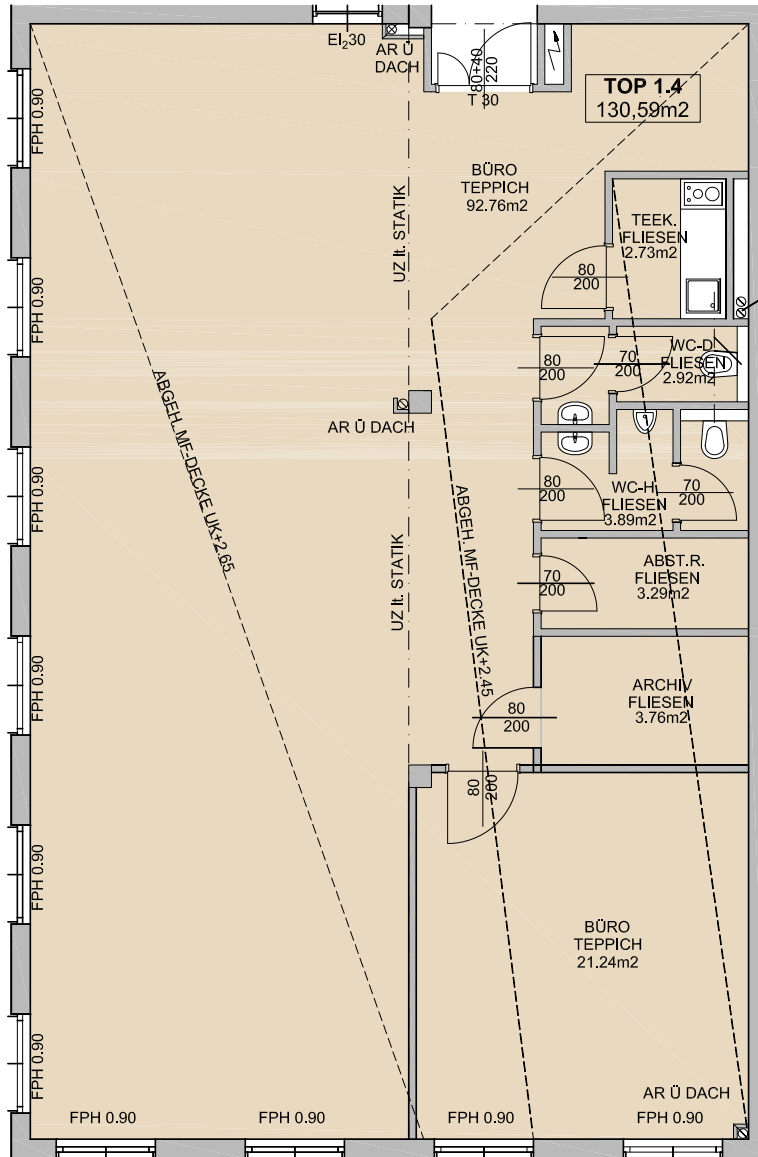 EI₂30
AR Ü
DACH
80+40
220
T 30
TOP 1.4
130,59m2
FPH 0.90
BÜRO
TEPPICH
92.76m2
UZ lt. STATIK
TEEK.
FLIESEN
2.73m2
80
200
FPH 0.90
80
200
70
200
WC-D
FLIESEN
2.92m2
ABGEH. MF-DECKE UK+2.65
AR Ü DACH
FPH 0.90
ABGEH. MF-DECKE UK+2.45
80
200
WC-H
FLIESEN
3.89m2
70
200
UZ lt. STATIK
70
200
ABST.R.
FLIESEN
3.29m2
FPH 0.90
80
200
ARCHIV
FLIESEN
3.76m2
80
200
FPH 0.90
BÜRO
TEPPICH
21.24m2
FPH 0.90
AR Ü DACH
FPH 0.90
FPH 0.90
FPH 0.90
FPH 0.90